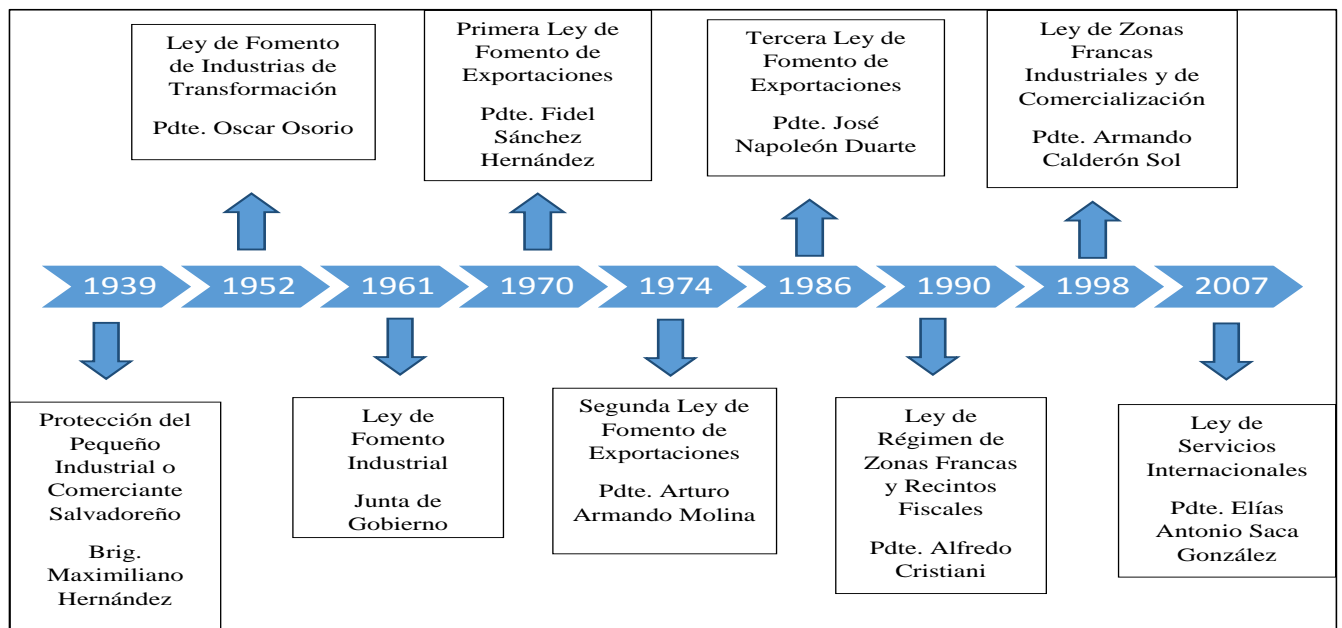 Ley de Fomento
de Industrias de
Transformación
Pdte. Oscar Osorio
Primera Ley de
Fomento de
Exportaciones
Pdte. Fidel
Sánchez
Hernández
Tercera Ley de
Fomento de
Exportaciones
Pdte. José
Napoleón Duarte
Ley de Zonas
Francas
Industriales y de
Comercialización
Pdte. Armando
Calderón Sol
1939 1952 1961 1970 1974 1986 1990 1998 2007
Protección del
Pequeño
Industrial o
Comerciante
Salvadoreño
Brig.
Maximiliano
Hernández
Ley de
Fomento
Industrial
Junta de
Gobierno
Segunda Ley de
Fomento de
Exportaciones
Pdte. Arturo
Armando Molina
Ley de
Régimen de
Zonas Francas
y Recintos
Fiscales
Pdte. Alfredo
Cristiani
Ley de
Servicios
Internacionales
Pdte. Elías
Antonio Saca
González